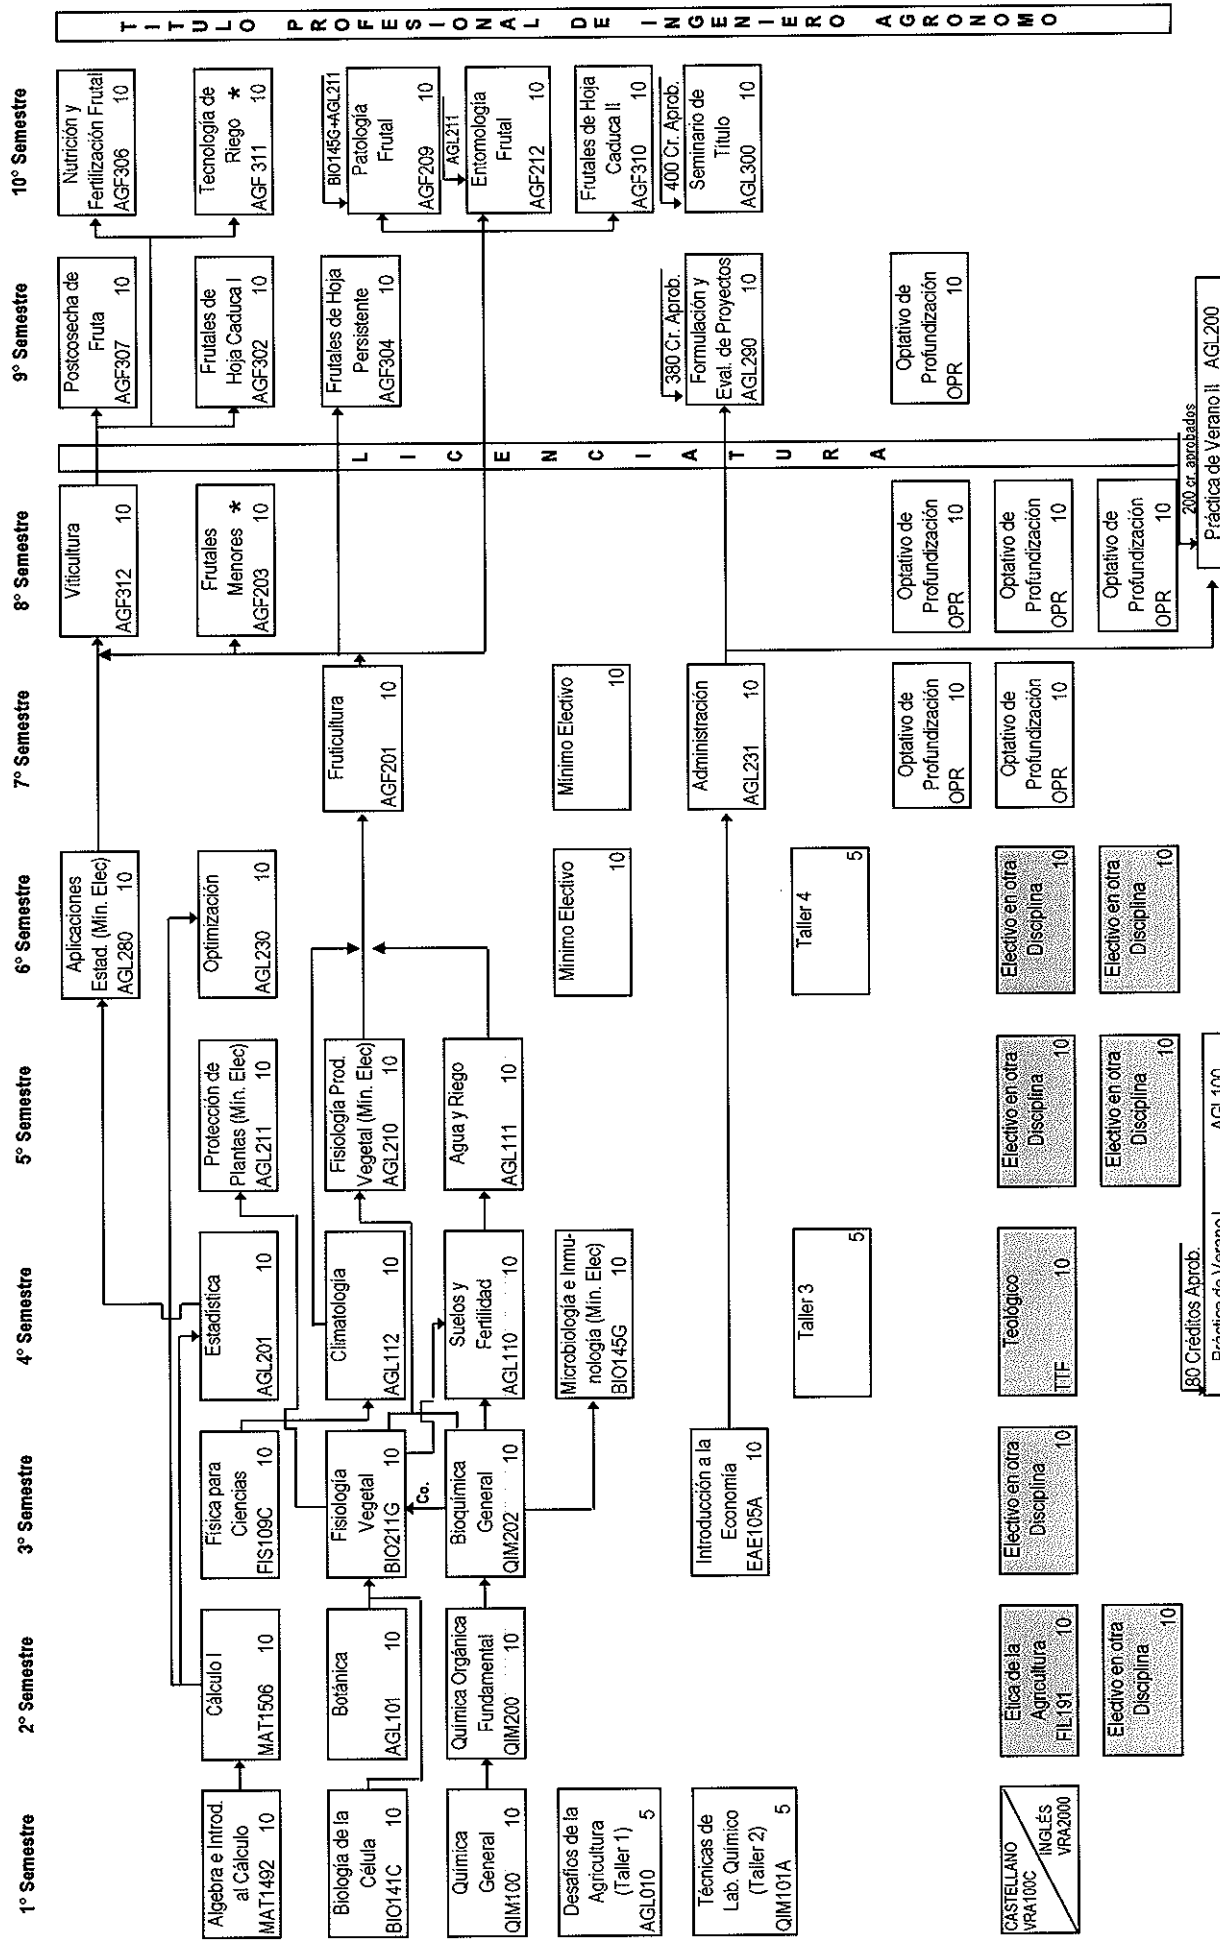 1° Semestre
Algebra e Introd.
al Cálculo
MAT1492 10
Biología de la
Célula
BIO141C 10
Química
General
QIM100 10
Desafíos de la
Agricultura
(Taller 1)
AGL010 5
Técnicas de
Lab. Químico
(Taller 2)
QIM101A 5
CASTELLANO
VRA100C
INGLÉS
VRA2000
2° Semestre
Cálculo I
MAT1506 10
Botánica
AGL101 10
Química Orgánica
Fundamental
QIM200 10
Etica de la
Agricultura
FIL191 10
Electivo en otra
Disciplina
10
3° Semestre
Física para
Ciencias
FIS109C 10
Fisiología
Vegetal
BIO211G 10
Co.
Bioquímica
General
QIM202 10
Introducción a la
Economía
EAE105A 10
Electivo en otra
Disciplina
10
4° Semestre
Estadística
AGL201 10
Climatología
AGL112 10
Suelos y
Fertilidad
AGL110 10
Microbiología e Inmu-
nología (Mín. Elec)
BIO145G 10
Taller 3
5
Teológico
TTF 10
80 Créditos Aprob.
Práctica de Verano I AGL100
5° Semestre
Protección de
Plantas (Mín. Elec)
AGL211 10
Fisiología Prod.
Vegetal (Mín. Elec)
AGL210 10
Agua y Riego
AGL111 10
Electivo en otra
Disciplina
10
Electivo en otra
Disciplina
10
6° Semestre
Aplicaciones
Estad. (Mín. Elec)
AGL280 10
Optimización
AGL230 10
Mínimo Electivo
10
Taller 4
5
Electivo en otra
Disciplina
10
Electivo en otra
Disciplina
10
7° Semestre
Fruticultura
AGF201 10
Mínimo Electivo
10
Administración
AGL231 10
Optativo de
Profundización
OPR 10
Optativo de
Profundización
OPR 10
8° Semestre
Viticultura
AGF312 10
Frutales
Menores *
AGF203 10
Optativo de
Profundización
OPR 10
Optativo de
Profundización
OPR 10
Optativo de
Profundización
OPR 10
200 cr. aprobados
Práctica de Verano II AGL200
LICENCIATURA
9° Semestre
Postcosecha de
Fruta
AGF307 10
Frutales de
Hoja Caduca I
AGF302 10
Frutales de Hoja
Persistente
AGF304 10
380 Cr. Aprob.
Formulación y
Eval. de Proyectos
AGL290 10
Optativo de
Profundización
OPR 10
10° Semestre
Nutrición y
Fertilización Frutal
AGF306 10
Tecnología de
Riego *
AGF 311 10
BIO145G+AGL211
Patología
Frutal
AGF209 10
AGL211
Entomología
Frutal
AGF212 10
Frutales de Hoja
Caduca II
AGF310 10
400 Cr. Aprob.
Seminario de
Título
AGL300 10
TITULO PROFESIONAL DE INGENIERO AGRONOMO